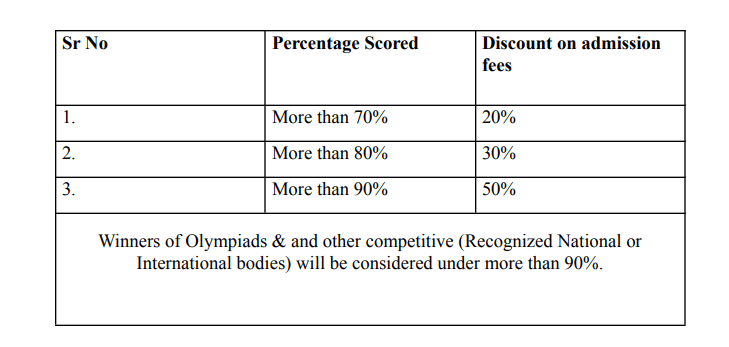 Sr No Percentage Scored Discount on admission
fees
1. More than 70% 20%
2. More than 80% 30%
3. More than 90% 50%
Winners of Olympiads & and other competitive (Recognized National or
International bodies) will be considered under more than 90%.